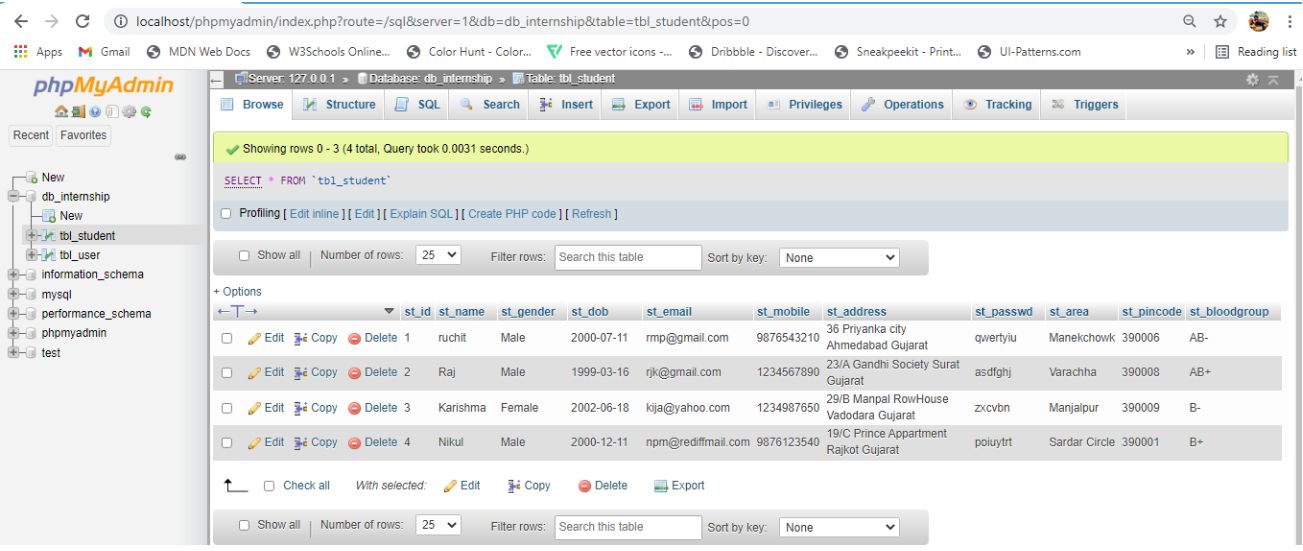 localhost/phpmyadmin/index.php?route=/sql&server=1&db=db_internship&table=tbl_student&pos=0
Apps Gmail MDN Web Docs W3Schools Online... Color Hunt - Color... Free vector icons -... Dribbble - Discover... Sneakpeekit - Print... UI-Patterns.com » Reading list
phpMyAdmin
Recent Favorites
New
db_internship
New
tbl_student
tbl_user
information_schema
mysql
performance_schema
phpmyadmin
test
Server: 127.0.0.1 » Database: db_internship » Table: tbl_student
Browse Structure SQL Search Insert Export Import Privileges Operations Tracking Triggers
Showing rows 0 - 3 (4 total, Query took 0.0031 seconds.)
SELECT * FROM `tbl_student`
Profiling [ Edit inline ] [ Edit ] [ Explain SQL ] [ Create PHP code ] [ Refresh ]
Show all | Number of rows: 25 Filter rows: Search this table Sort by key: None
+ Options
←T→ st_id st_name st_gender st_dob st_email st_mobile st_address st_passwd st_area st_pincode st_bloodgroup
Edit Copy Delete 1 ruchit Male 2000-07-11 rmp@gmail.com 9876543210 36 Priyanka city Ahmedabad Gujarat qwertyiu Manekchowk 390006 AB-
Edit Copy Delete 2 Raj Male 1999-03-16 rjk@gmail.com 1234567890 23/A Gandhi Society Surat Gujarat asdfghj Varachha 390008 AB+
Edit Copy Delete 3 Karishma Female 2002-06-18 kija@yahoo.com 1234987650 29/B Manpal RowHouse Vadodara Gujarat zxcvbn Manjalpur 390009 B-
Edit Copy Delete 4 Nikul Male 2000-12-11 npm@rediffmail.com 9876123540 19/C Prince Appartment Rajkot Gujarat poiuytrt Sardar Circle 390001 B+
Check all With selected: Edit Copy Delete Export
Show all | Number of rows: 25 Filter rows: Search this table Sort by key: None